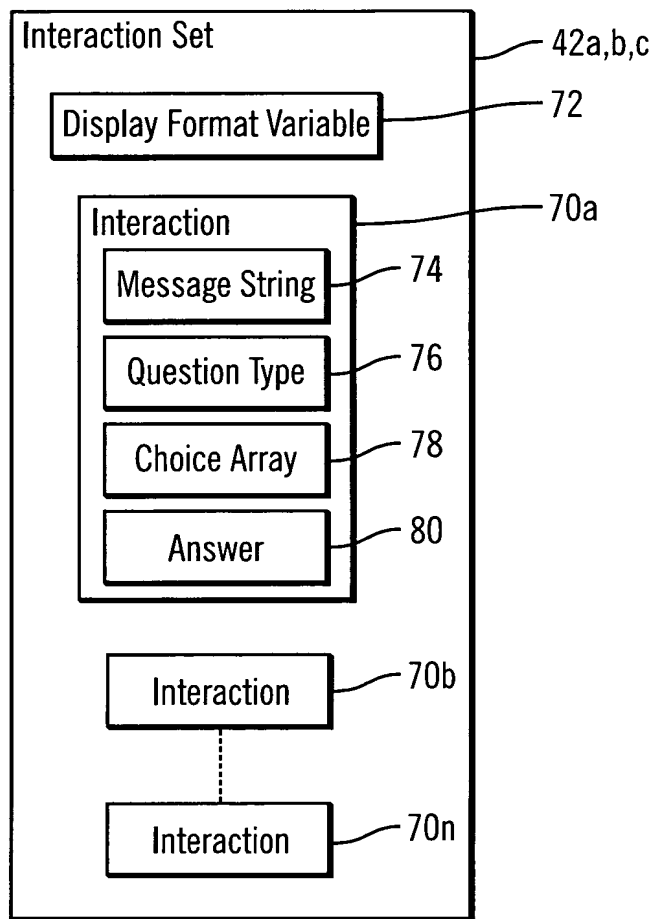 Interaction Set
42a,b,c
Display Format Variable
72
Interaction
70a
Message String
74
Question Type
76
Choice Array
78
Answer
80
Interaction
70b
Interaction
70n